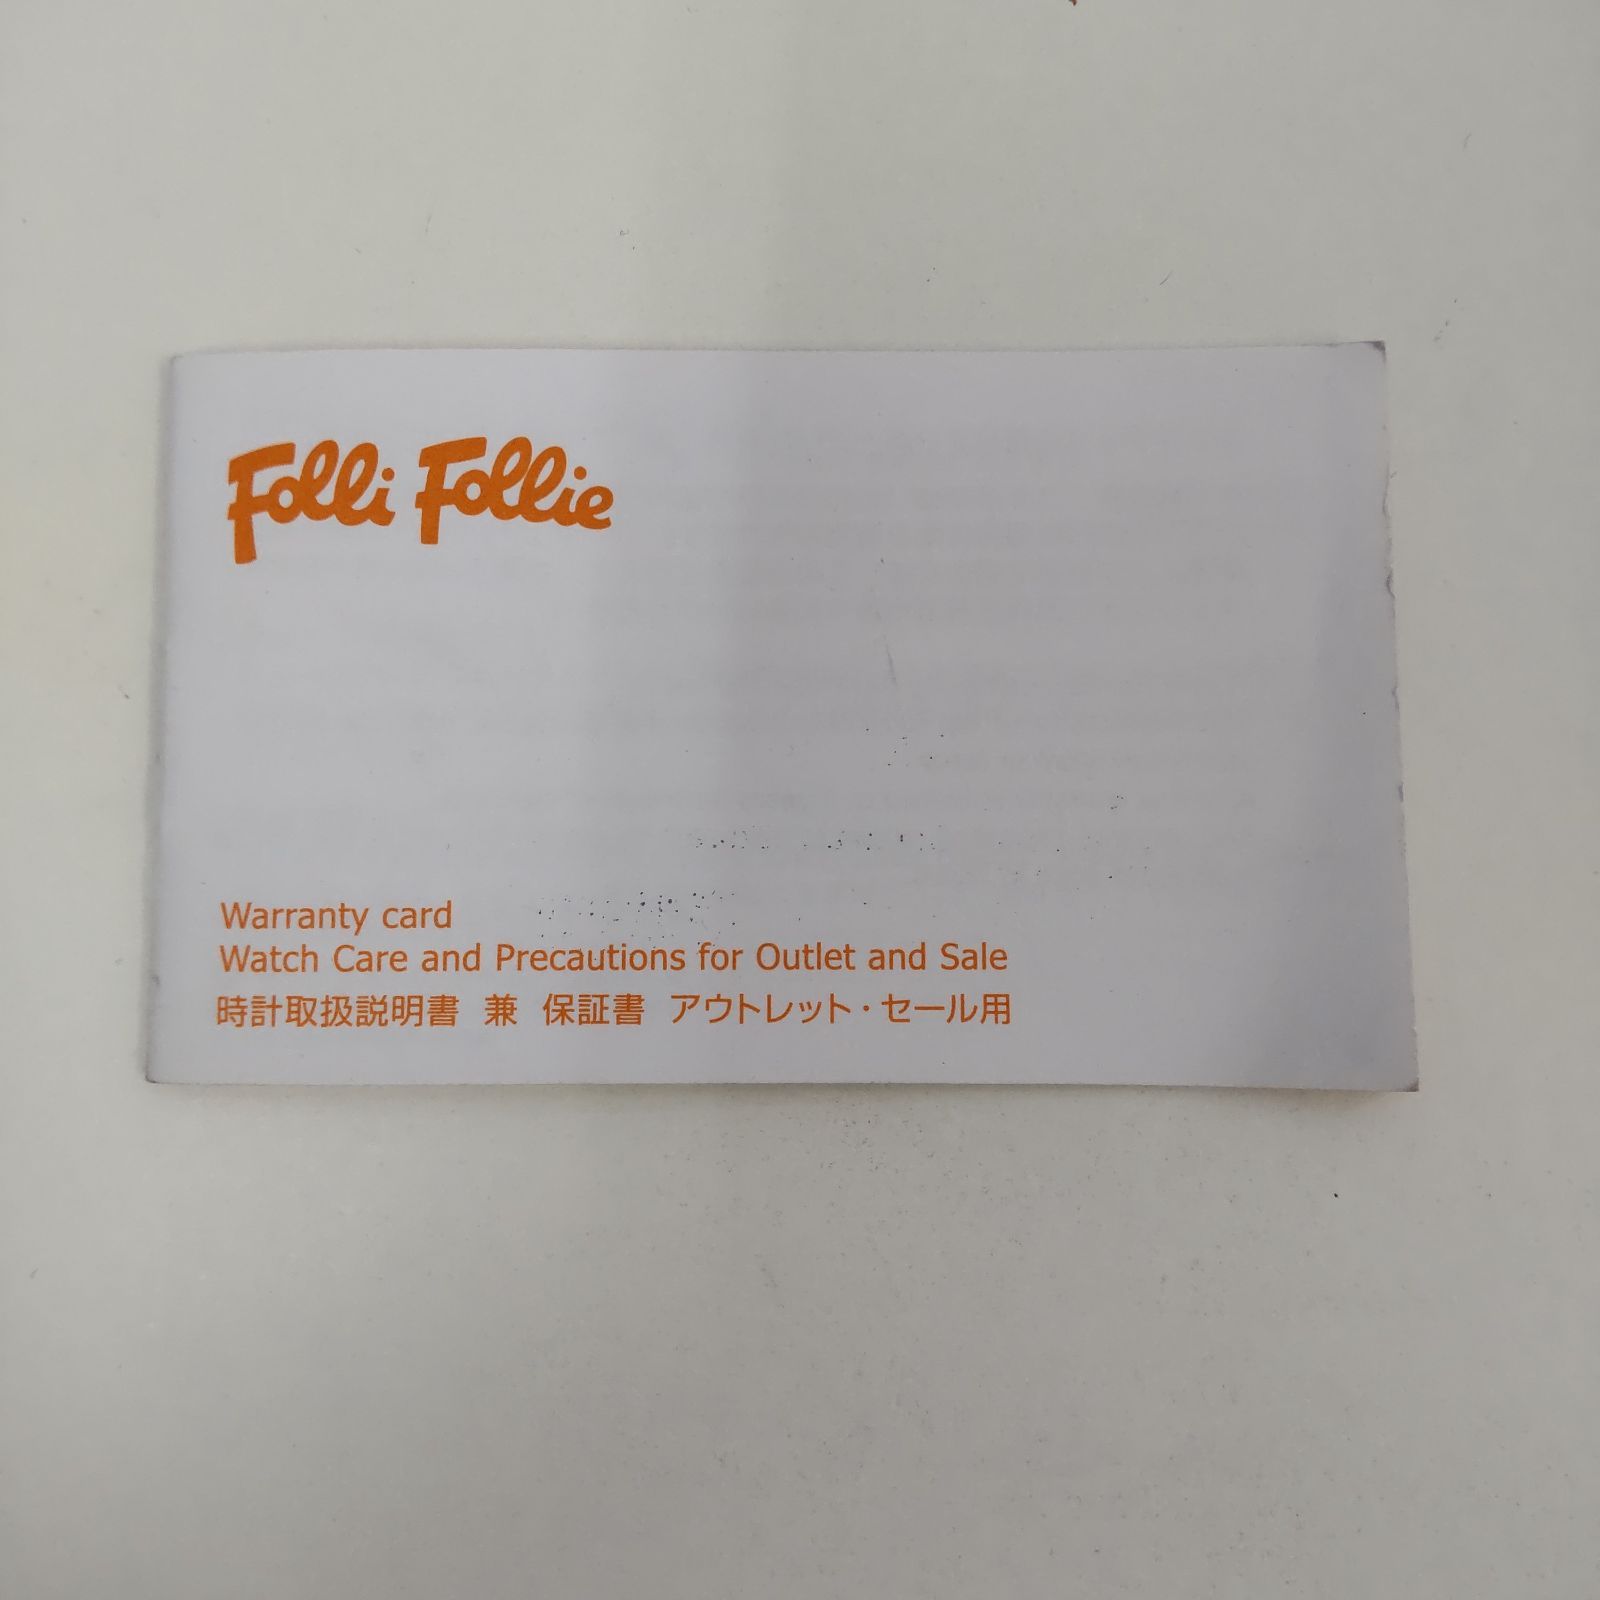 Folli Follie
Warranty card
Watch Care and Precautions for Outlet and Sale
時計取扱説明書 兼 保証書 アウトレット・セール用